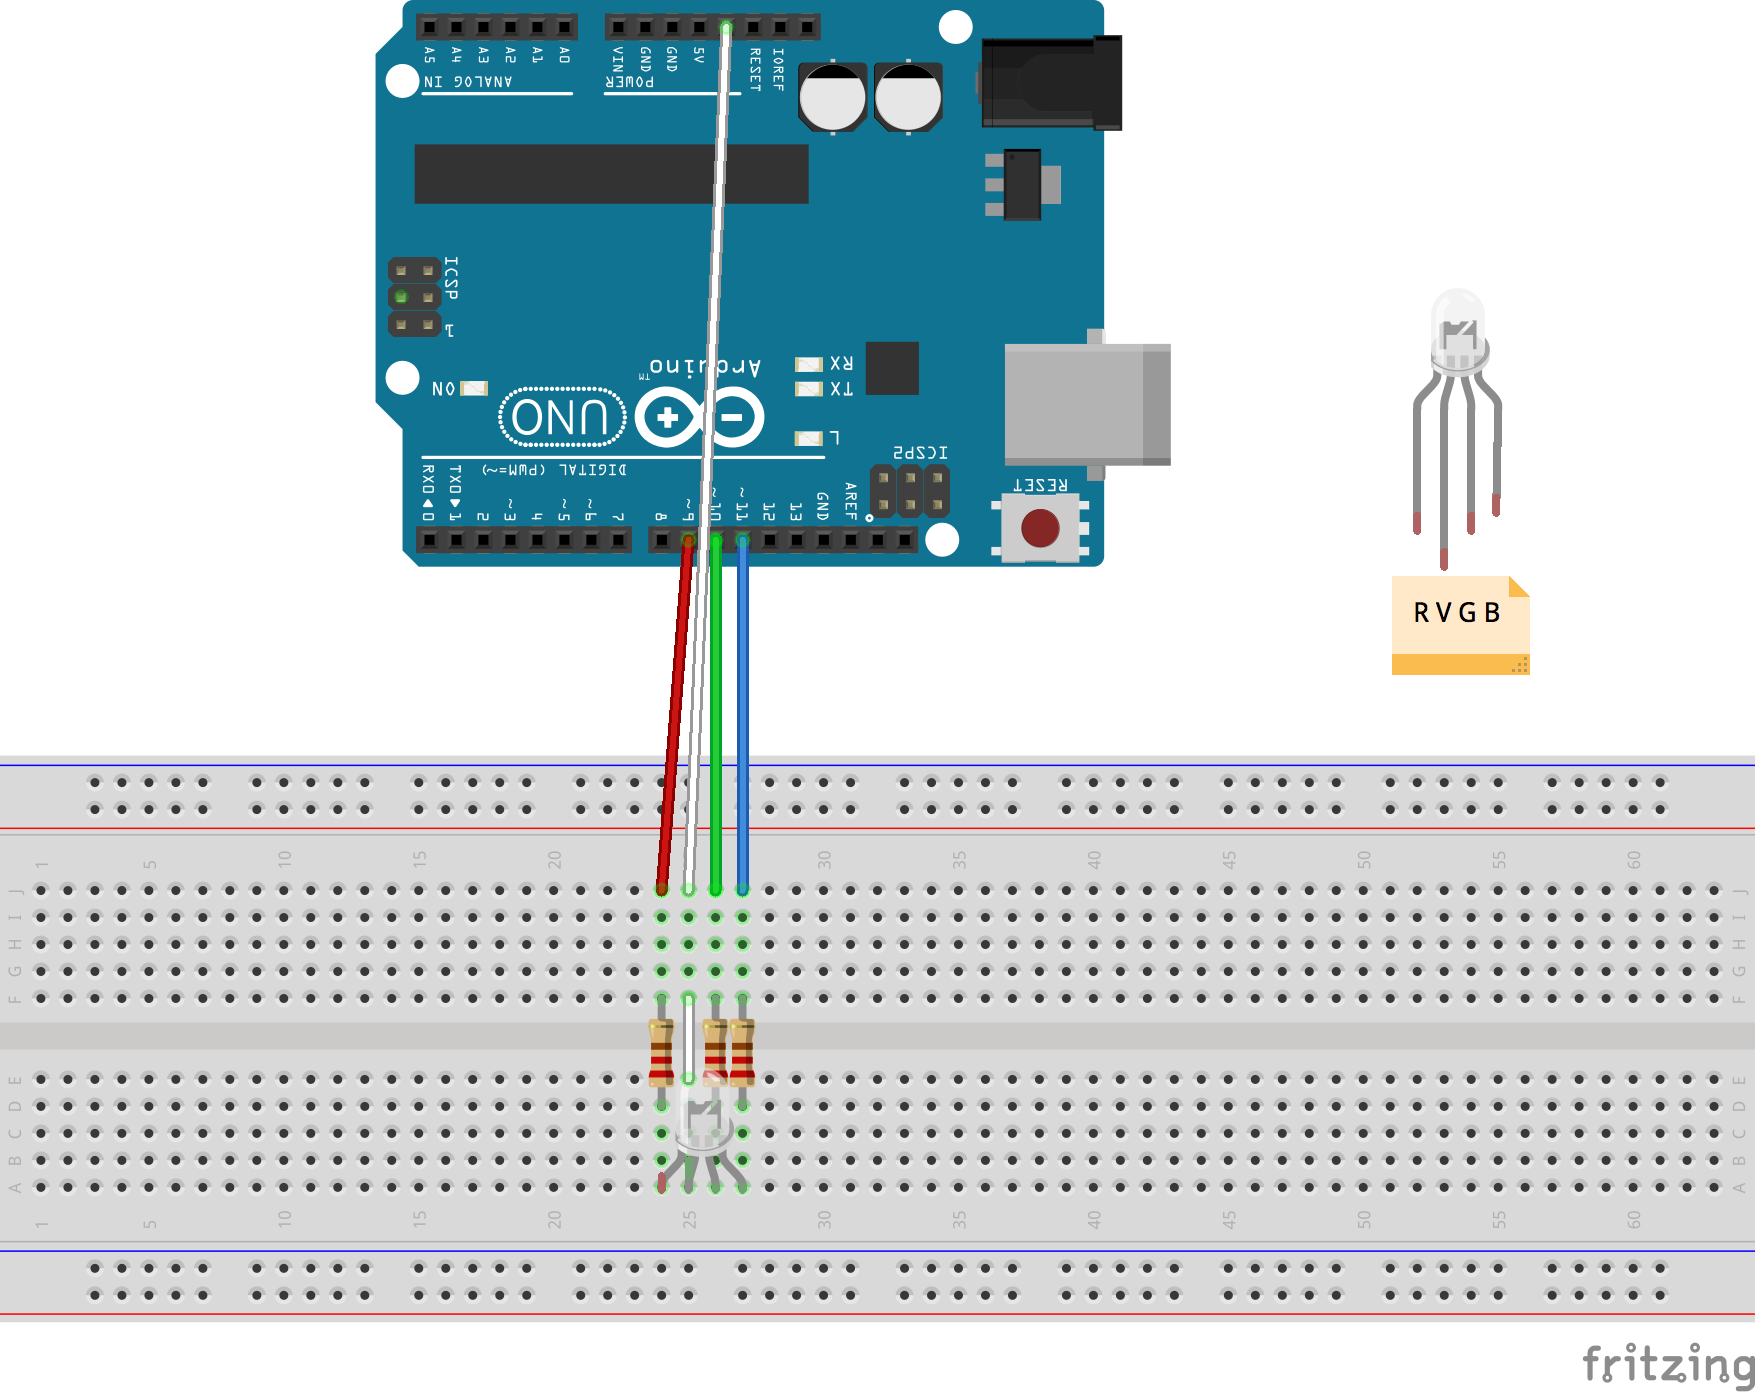 A5 A4 A3 A2 A1 A0
VIN GND GND 5V RESET IOREF
ANALOG IN
POWER
ICSP
1
RX
TX
L
ON
UNO
Arduino
TM
DIGITAL (PWM=~)
RX0 TX0
0 1 2 ~3 4 ~5 ~6 7 8 ~9 ~10 ~11 12 13 GND AREF
ICSP2
RESET
R V G B
1 5 10 15 20 30 35 40 45 50 55 60
J J
I I
H H
G G
F F
E E
D D
C C
B B
A A
1 5 10 15 20 25 30 35 40 45 50 55 60
fritzing